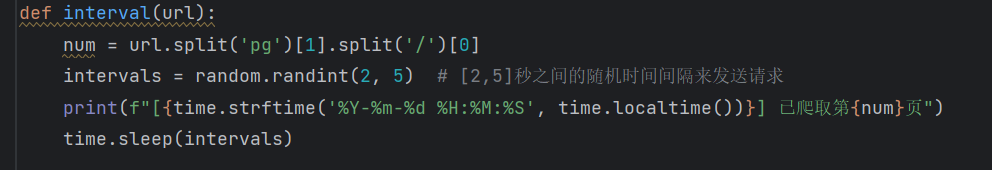 def interval(url):
    num = url.split('pg')[1].split('/')[0]
    intervals = random.randint(2, 5)  # [2,5]秒之间的随机时间间隔来发送请求
    print(f"[{time.strftime('%Y-%m-%d %H:%M:%S', time.localtime())}] 已爬取第{num}页")
    time.sleep(intervals)